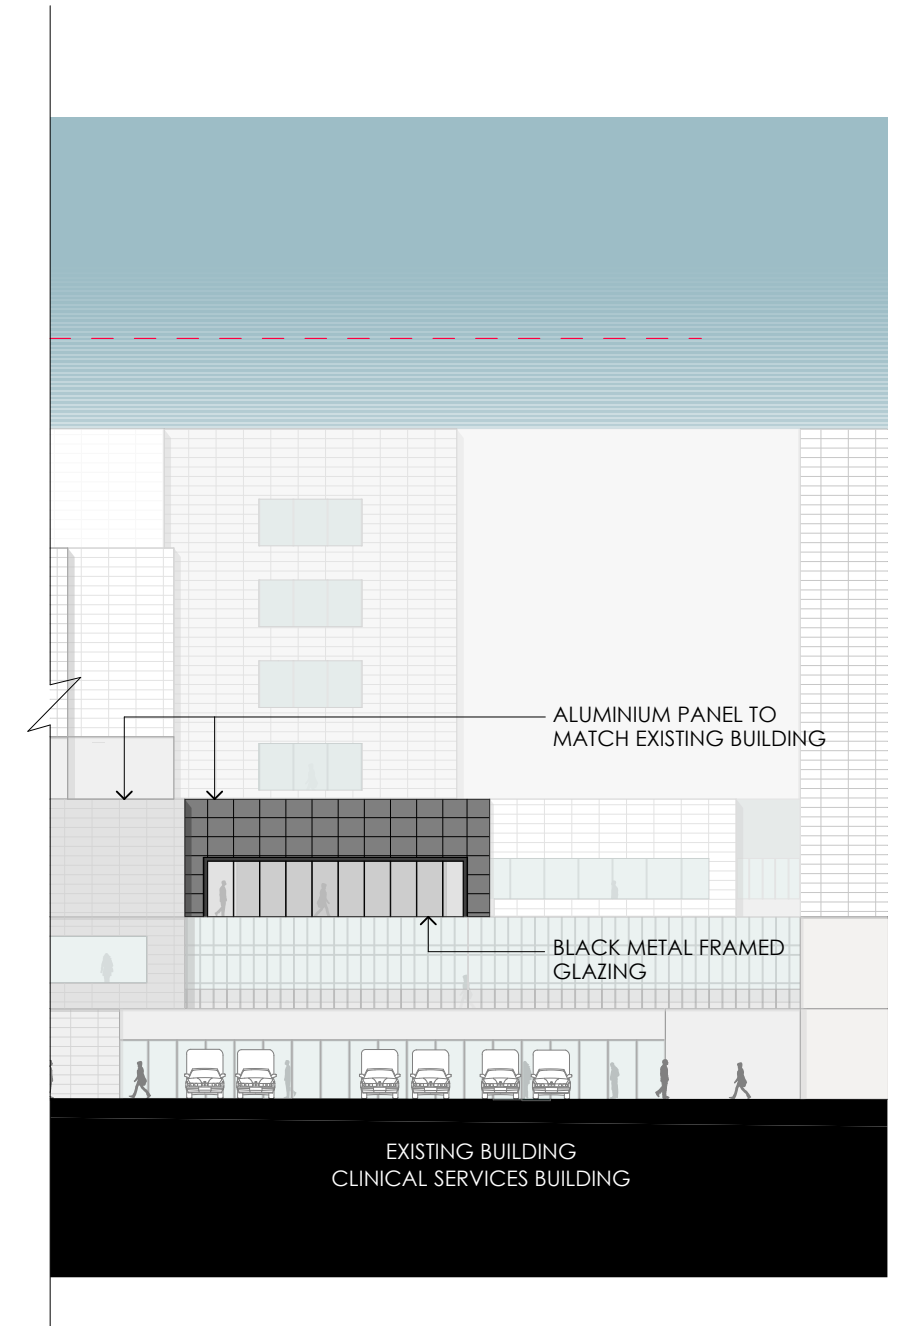 ALUMINIUM PANEL TO
MATCH EXISTING BUILDING
BLACK METAL FRAMED
GLAZING
EXISTING BUILDING
CLINICAL SERVICES BUILDING